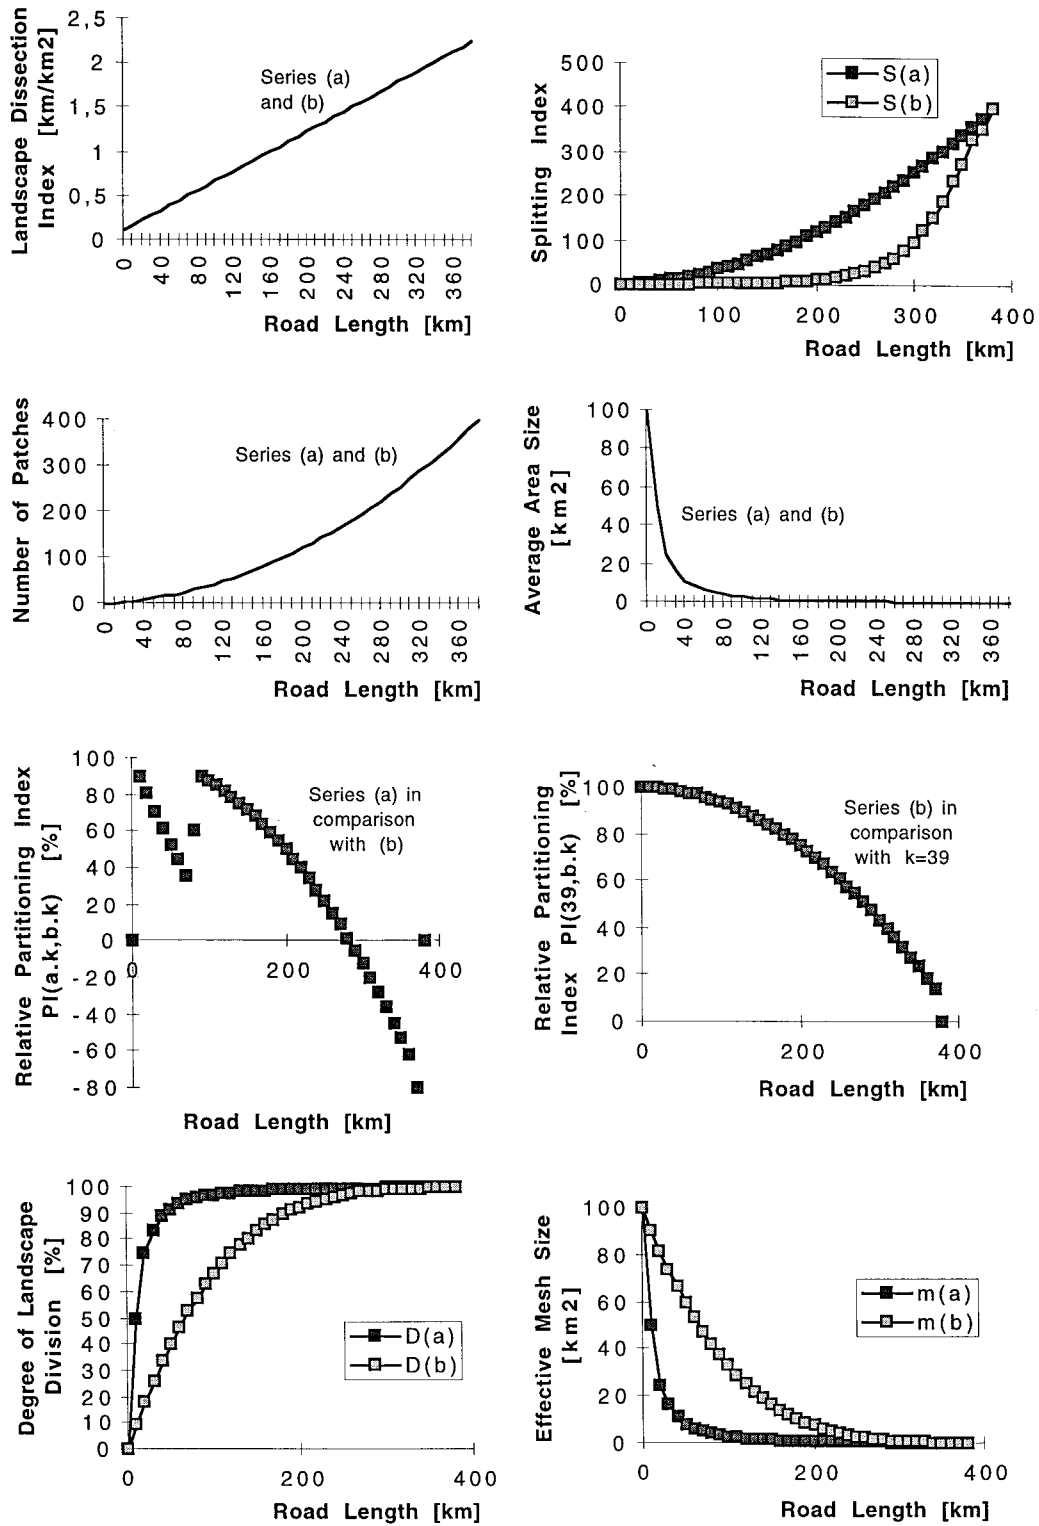 Landscape Dissection
Index [km/km2]
2,5
2
1,5
1
0,5
0
Series (a)
and (b)
0
40
80
120
160
200
240
280
320
360
Road Length [km]
Splitting Index
500
400
300
200
100
0
S(a)
S(b)
0
100
200
300
400
Road Length [km]
Number of Patches
400
300
200
100
0
Series (a) and (b)
0
40
80
120
160
200
240
280
320
360
Road Length [km]
Average Area Size
[km2]
100
80
60
40
20
0
Series (a) and (b)
0
40
80
120
160
200
240
280
320
360
Road Length [km]
Relative Partitioning Index
PI(a.k,b.k) [%]
100
80
60
40
20
0
-20
-40
-60
-80
Series (a) in
comparison
with (b)
0
200
400
Road Length [km]
Relative Partitioning
Index PI(39,b.k) [%]
100
80
60
40
20
0
Series (b) in
comparison
with k=39
0
200
400
Road Length [km]
Degree of Landscape
Division [%]
100
90
80
70
60
50
40
30
20
10
0
D(a)
D(b)
0
200
400
Road Length [km]
Effective Mesh Size
[km2]
100
80
60
40
20
0
m(a)
m(b)
0
200
400
Road Length [km]